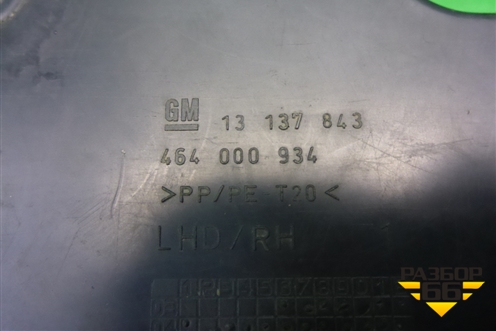 GM 13 137 843
464 000 934
>PP/PE T20<
LHD/RH
РАЗБОР
66